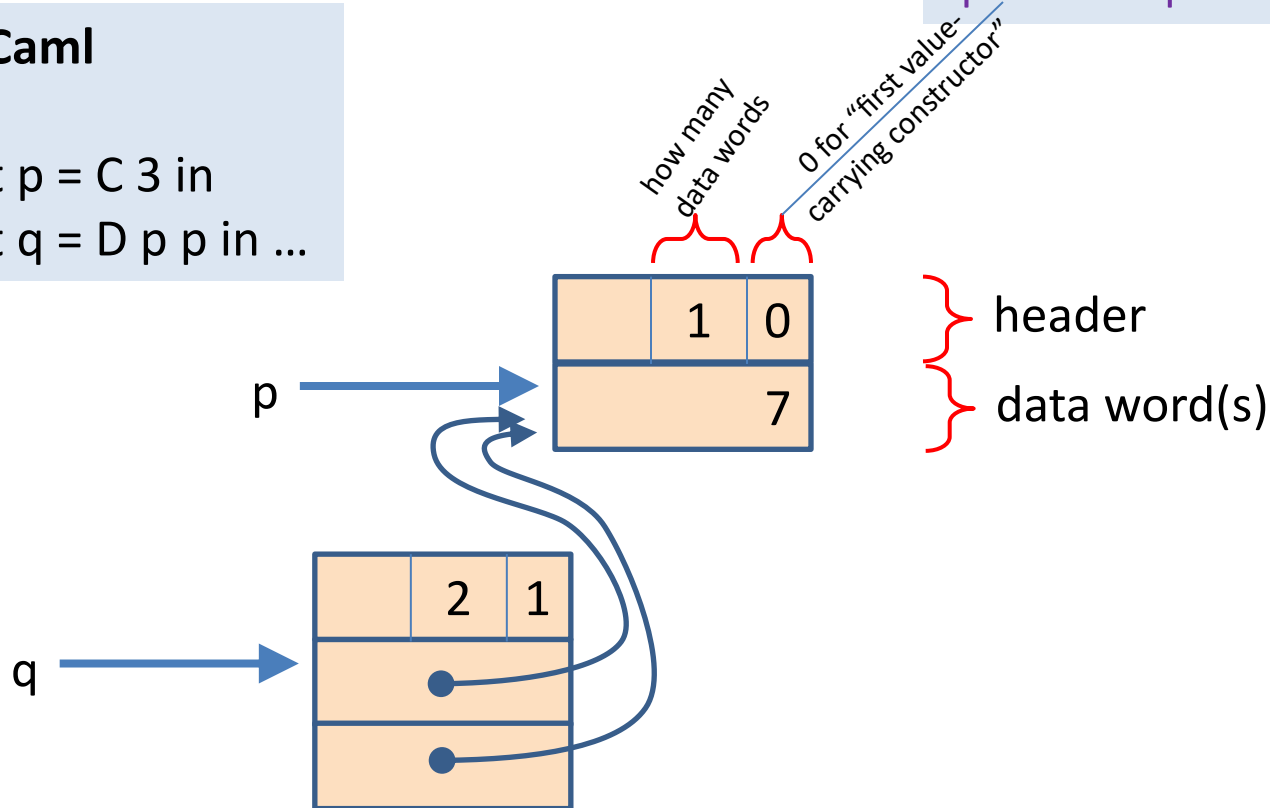 Caml
p = C 3 in
q = D p p in ...
how many
data words
0 for “first value-
carrying constructor”
1 0
header
p
7
data word(s)
2 1
q